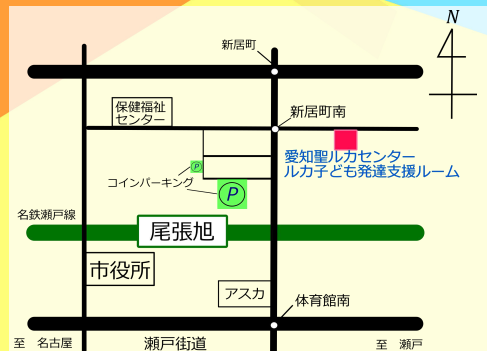 N
新居町
保健福祉
センター
新居町南
愛知聖ルカセンター
ルカ子ども発達支援ルーム
P
コインパーキング
P
名鉄瀬戸線
尾張旭
市役所
アスカ
体育館南
至 名古屋
瀬戸街道
至 瀬戸